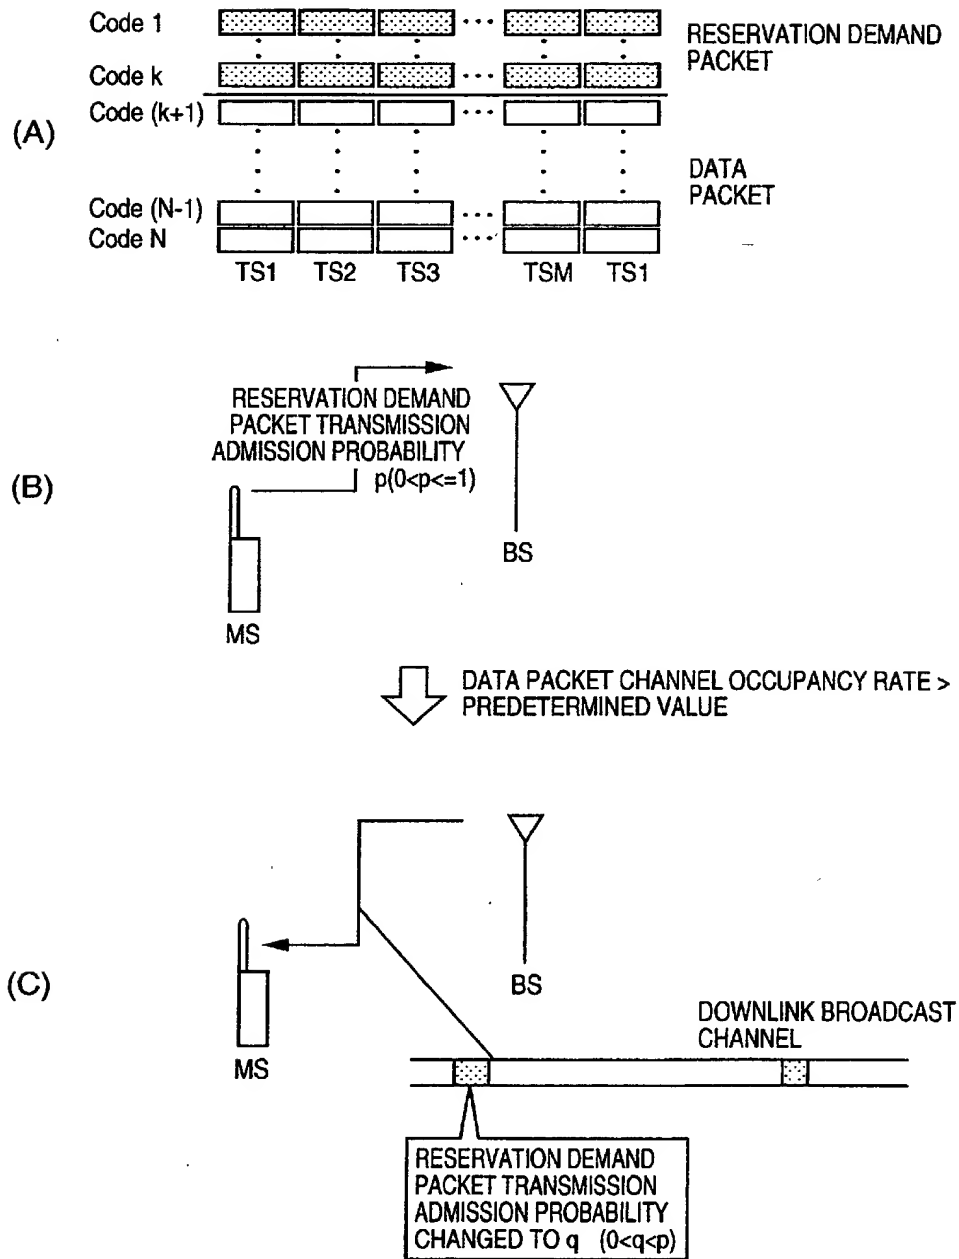 (A)
Code 1
Code k
Code (k+1)
Code (N-1)
Code N
RESERVATION DEMAND
PACKET
DATA
PACKET
TS1 TS2 TS3 TSM TS1
(B)
RESERVATION DEMAND
PACKET TRANSMISSION
ADMISSION PROBABILITY
p(0<p<=1)
BS
MS
DATA PACKET CHANNEL OCCUPANCY RATE >
PREDETERMINED VALUE
(C)
BS
MS
DOWNLINK BROADCAST
CHANNEL
RESERVATION DEMAND
PACKET TRANSMISSION
ADMISSION PROBABILITY
CHANGED TO q (0<q<p)